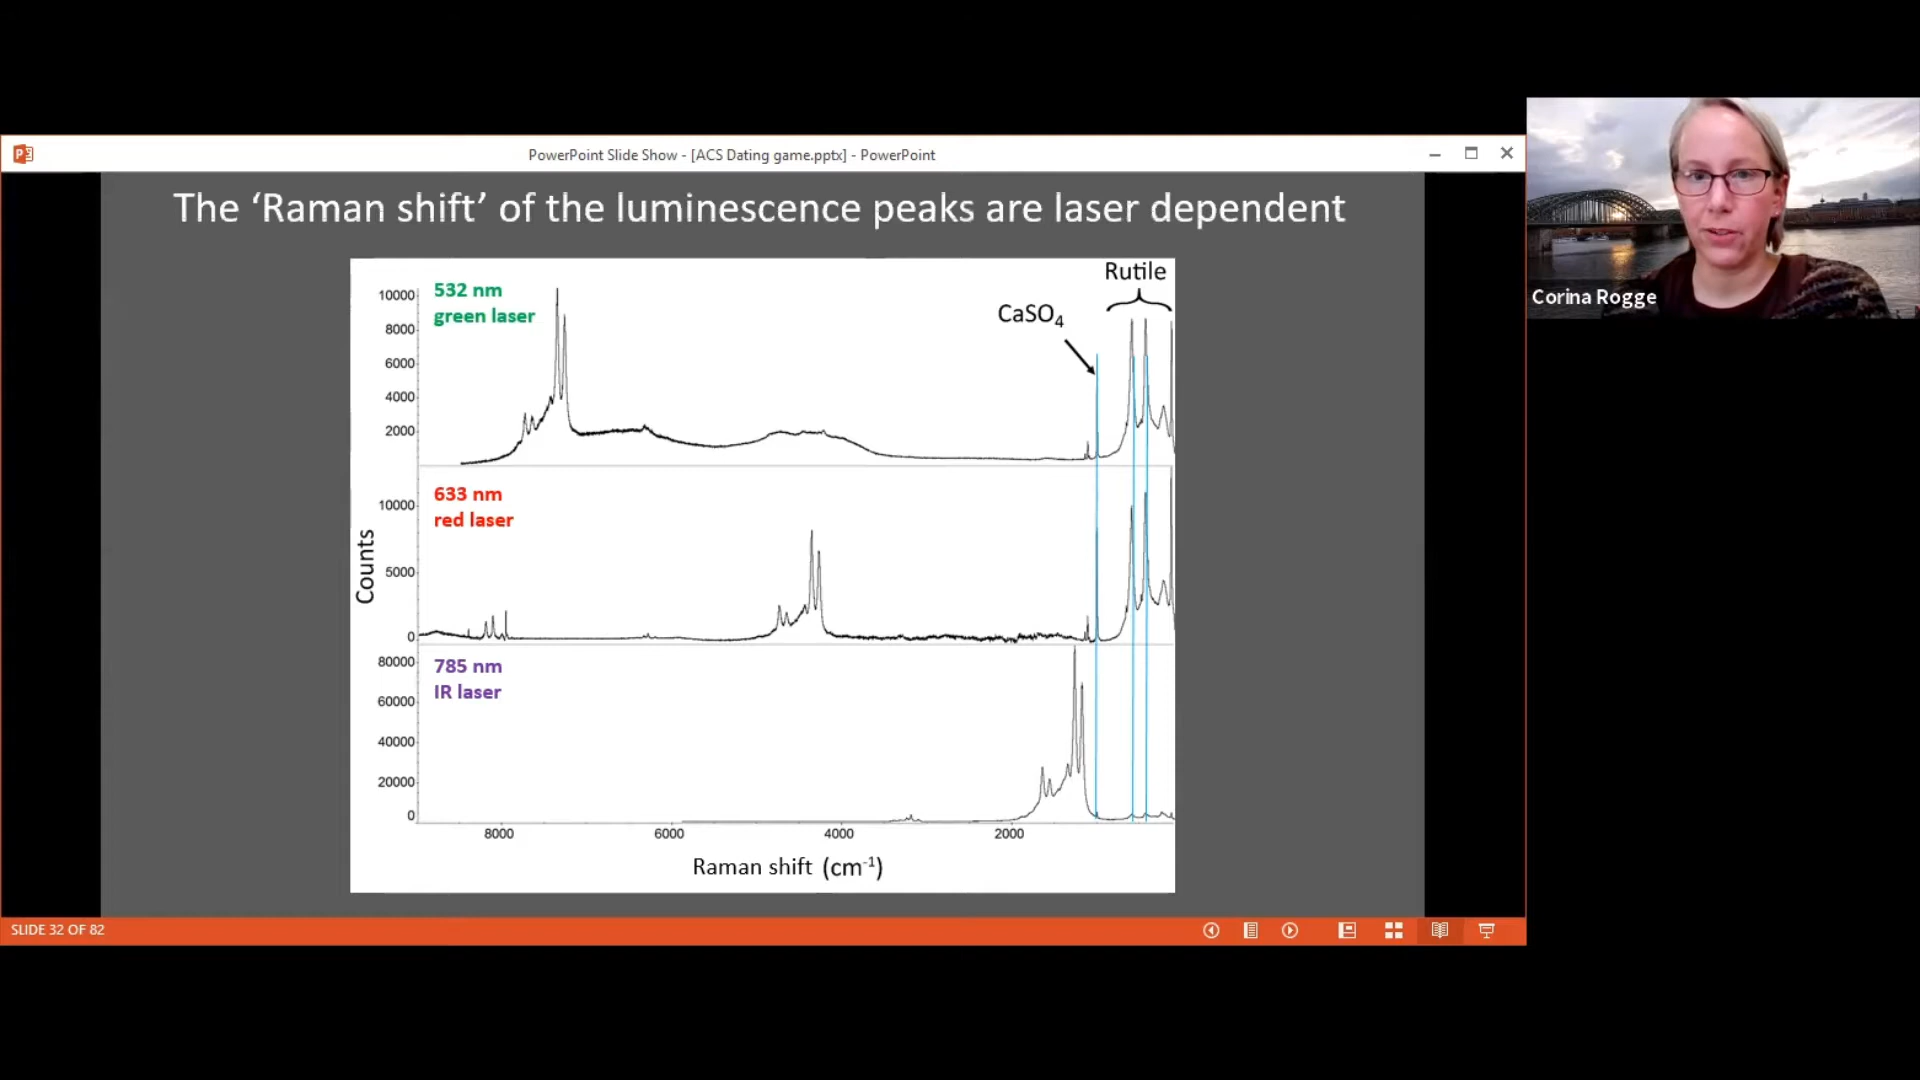 PowerPoint Slide Show - [ACS Dating game.pptx] - PowerPoint
The ‘Raman shift’ of the luminescence peaks are laser dependent
Rutile
CaSO₄
532 nm
green laser
10000
8000
6000
4000
2000
633 nm
red laser
10000
5000
0
Counts
785 nm
IR laser
80000
60000
40000
20000
0
8000 6000 4000 2000
Raman shift (cm⁻¹)
SLIDE 32 OF 82
Corina Rogge